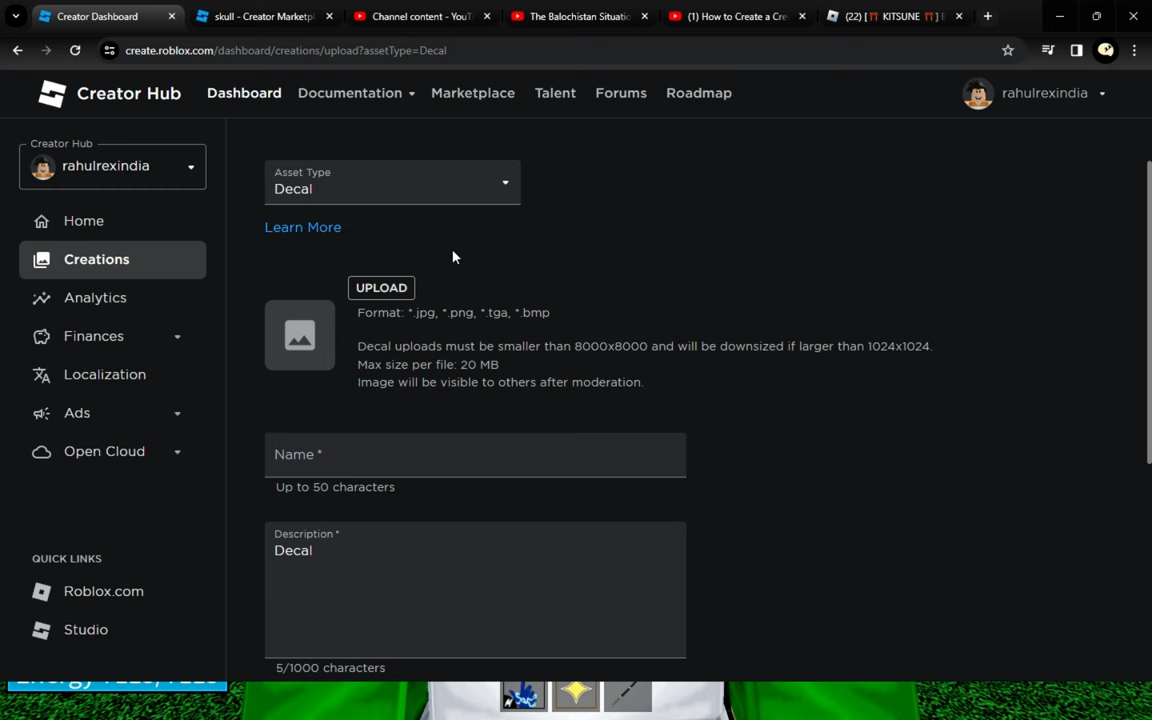 Creator Dashboard
skull - Creator Marketp
Channel content - YouT
The Balochistan Situatio
(1) How to Create a Cre
(22) [ KITSUNE ]
create.roblox.com/dashboard/creations/upload?assetType=Decal
Creator Hub
Dashboard
Documentation
Marketplace
Talent
Forums
Roadmap
rahulrexindia
Creator Hub
rahulrexindia
Home
Creations
Analytics
Finances
Localization
Ads
Open Cloud
QUICK LINKS
Roblox.com
Studio
Asset Type
Decal
Learn More
UPLOAD
Format: *.jpg, *.png, *.tga, *.bmp
Decal uploads must be smaller than 8000x8000 and will be downsized if larger than 1024x1024.
Max size per file: 20 MB
Image will be visible to others after moderation.
Name *
Up to 50 characters
Description *
Decal
5/1000 characters